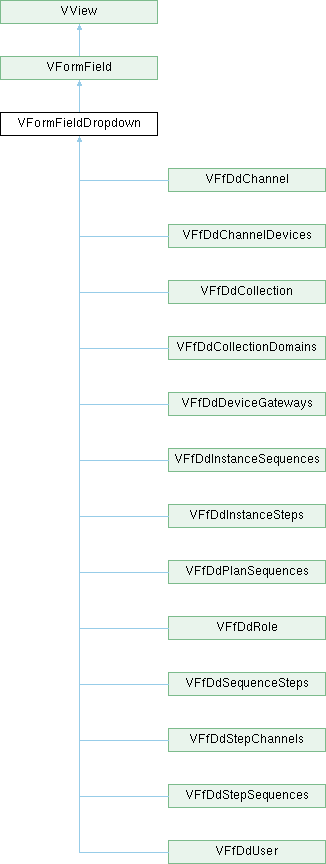 VView
VFormField
VFormFieldDropdown
VFfDdChannel
VFfDdChannelDevices
VFfDdCollection
VFfDdCollectionDomains
VFfDdDeviceGateways
VFfDdInstanceSequences
VFfDdInstanceSteps
VFfDdPlanSequences
VFfDdRole
VFfDdSequenceSteps
VFfDdStepChannels
VFfDdStepSequences
VFfDdUser